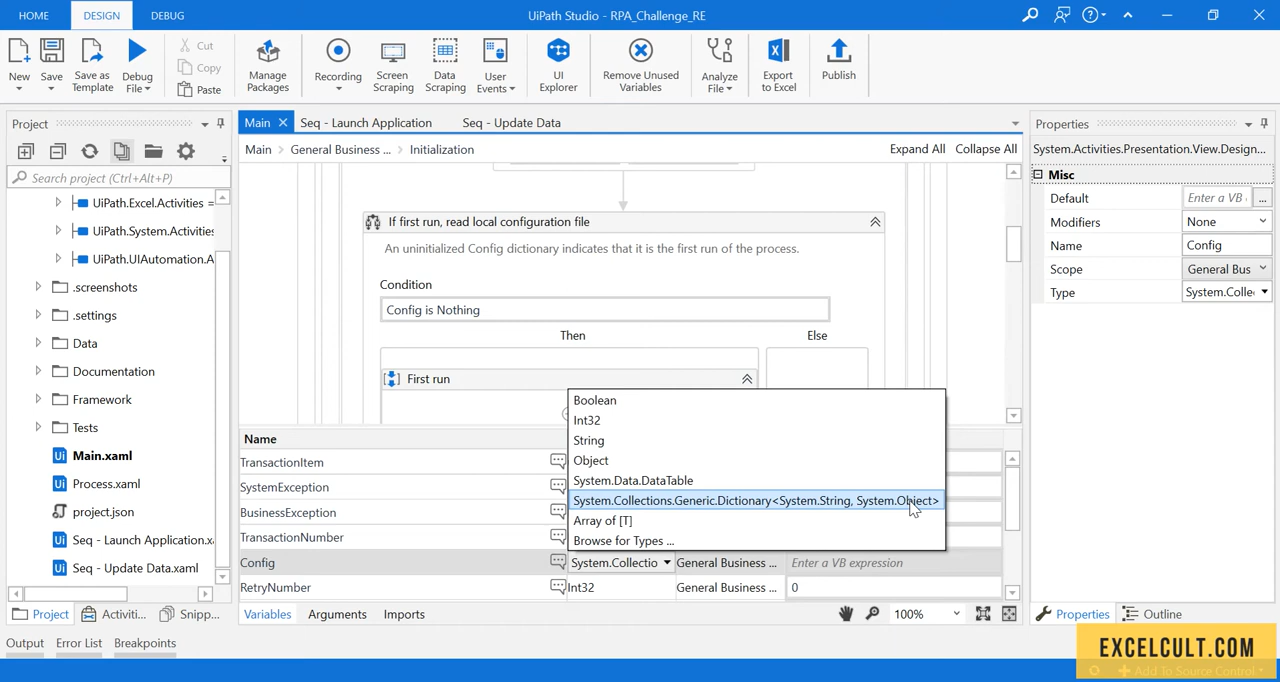 HOME DESIGN DEBUG UiPath Studio - RPA_Challenge_RE
New Save Save as Template Debug File Cut Copy Paste Manage Packages Recording Screen Scraping Data Scraping User Events UI Explorer Remove Unused Variables Analyze File Export to Excel Publish
Project
Search project (Ctrl+Alt+P)
UiPath.Excel.Activities =
UiPath.System.Activities
UiPath.UIAutomation.A
.screenshots
.settings
Data
Documentation
Framework
Tests
Main.xaml
Process.xaml
project.json
Seq - Launch Application.xa
Seq - Update Data.xaml
Project Activiti... Snipp...
Main Seq - Launch Application Seq - Update Data
Main > General Business ... > Initialization Expand All Collapse All
If first run, read local configuration file
An uninitialized Config dictionary indicates that it is the first run of the process.
Condition
Config is Nothing
Then Else
First run
Boolean
Int32
String
Object
System.Data.DataTable
System.Collections.Generic.Dictionary<System.String, System.Object>
Array of [T]
Browse for Types ...
Name
TransactionItem
SystemException
BusinessException
TransactionNumber
Config System.Collectio General Business ... Enter a VB expression
RetryNumber Int32 General Business ... 0
Variables Arguments Imports 100%
Properties
System.Activities.Presentation.View.Design...
Misc
Default Enter a VB ...
Modifiers None
Name Config
Scope General Bus
Type System.Colle
Properties Outline
Output Error List Breakpoints
EXCELCULT.COM
Add To Source Control